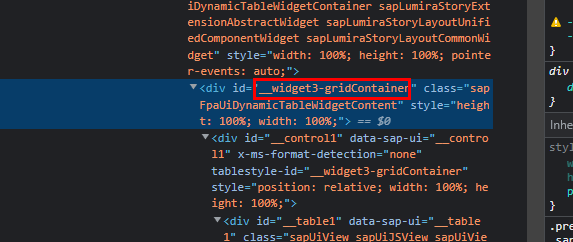 iDynamicTableWidgetContainer sapLumiraStoryExt
ensionAbstractWidget sapLumiraStoryLayoutUnifi
edComponentWidget sapLumiraStoryLayoutCommonWi
dget" style="width: 100%; height: 100%; pointe
r-events: auto;">
<div id="__widget3-gridContainer" class="sap
FpaUiDynamicTableWidgetContent" style="heigh
t: 100%; width: 100%;"> == $0
<div id="__control1" data-sap-ui="__contro
l1" x-ms-format-detection="none"
tablestyle-id="__widget3-gridContainer"
style="position: relative; width: 100%; he
ight: 100%;">
<div id="__table1" data-sap-ui="__table
1" class="sapUiView sapUiJSView sapUiVie
}
div
}
Inhe
styl
}
.pre